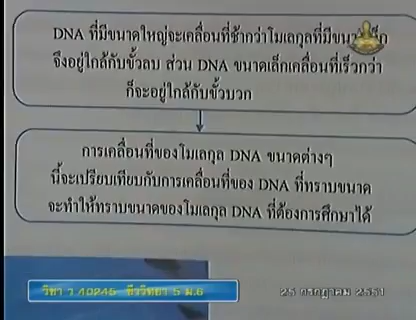 DNA ที่มีขนาดใหญ่จะเคลื่อนที่ช้ากว่าโมเลกุลที่มีขนาดเล็ก
จึงอยู่ใกล้กับขั้วลบ ส่วน DNA ขนาดเล็กเคลื่อนที่เร็วกว่า
ก็จะอยู่ใกล้กับขั้วบวก
การเคลื่อนที่ของโมเลกุล DNA ขนาดต่างๆ
นี้จะเปรียบเทียบกับการเคลื่อนที่ของ DNA ที่ทราบขนาด
จะทำให้ทราบขนาดของโมเลกุล DNA ที่ต้องการศึกษาได้
วิชา ว 40245 ชีววิทยา 5 ม.6
25 กรกฎาคม 2551